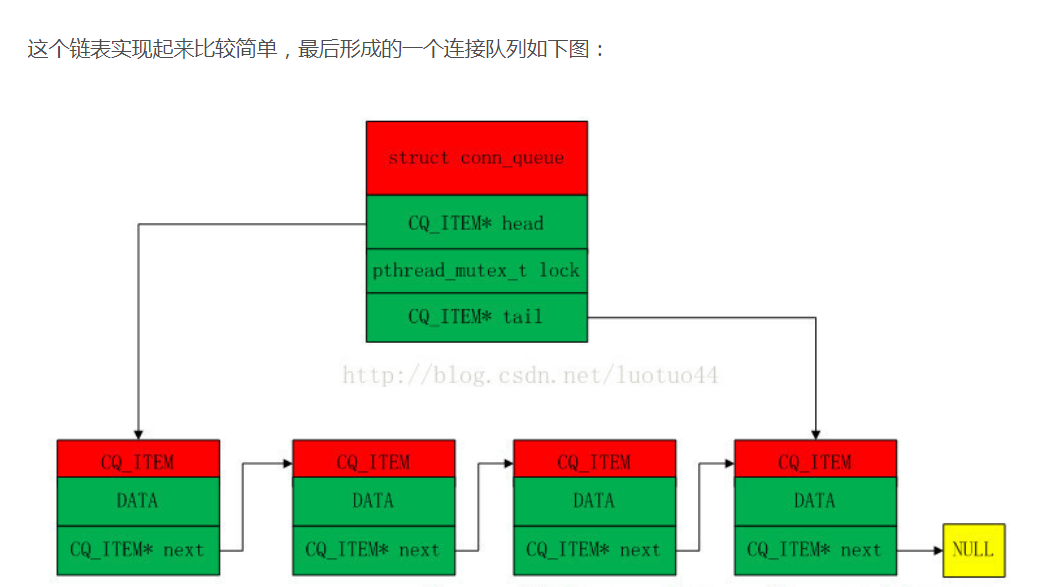 这个链表实现起来比较简单，最后形成的一个连接队列如下图：
struct conn_queue
CQ_ITEM* head
pthread_mutex_t lock
CQ_ITEM* tail
http://blog.csdn.net/luotuo44
CQ_ITEM
DATA
CQ_ITEM* next
CQ_ITEM
DATA
CQ_ITEM* next
CQ_ITEM
DATA
CQ_ITEM* next
CQ_ITEM
DATA
CQ_ITEM* next
NULL